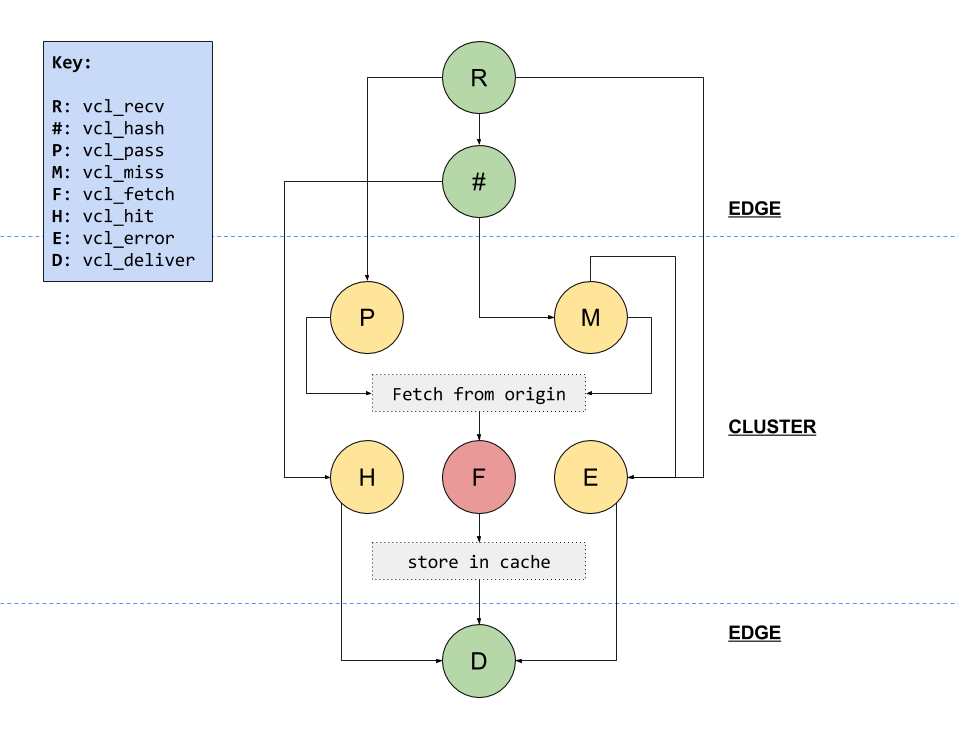 Key:
R: vcl_recv
#: vcl_hash
P: vcl_pass
M: vcl_miss
F: vcl_fetch
H: vcl_hit
E: vcl_error
D: vcl_deliver
R
#
EDGE
P
M
Fetch from origin
CLUSTER
H
F
E
store in cache
EDGE
D